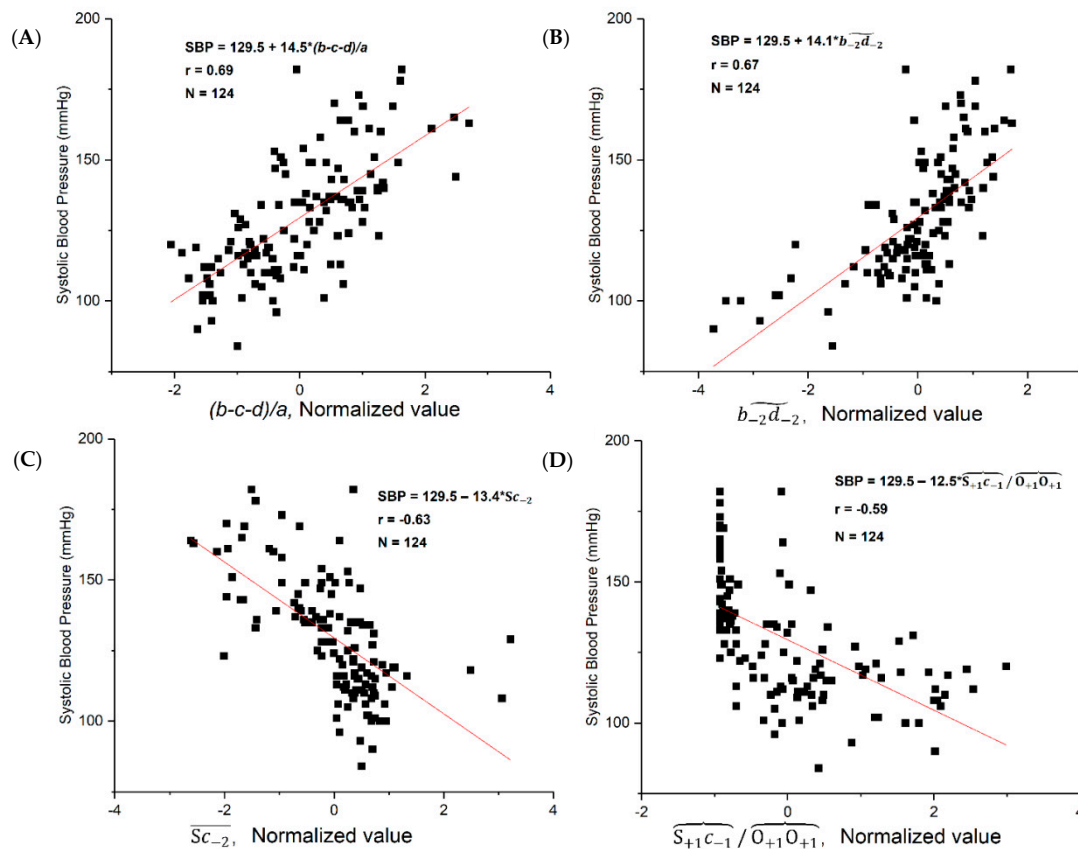 (A)
SBP = 129.5 + 14.5*(b-c-d)/a
r = 0.69
N = 124
Systolic Blood Pressure (mmHg)
200
150
100
-2
0
2
4
(b-c-d)/a, Normalized value
(B)
SBP = 129.5 + 14.1*b₋₂d₋₂
r = 0.67
N = 124
Systolic Blood Pressure (mmHg)
200
150
100
-4
-2
0
2
4
b₋₂d₋₂, Normalized value
(C)
SBP = 129.5 – 13.4*Sc₋₂
r = -0.63
N = 124
Systolic Blood Pressure (mmHg)
200
150
100
-4
-2
0
2
4
Sc₋₂, Normalized value
(D)
SBP = 129.5 – 12.5*S₊₁c₋₁/O₊₁O₊₁
r = -0.59
N = 124
Systolic Blood Pressure (mmHg)
200
150
100
-2
0
2
4
S₊₁c₋₁/O₊₁O₊₁, Normalized value